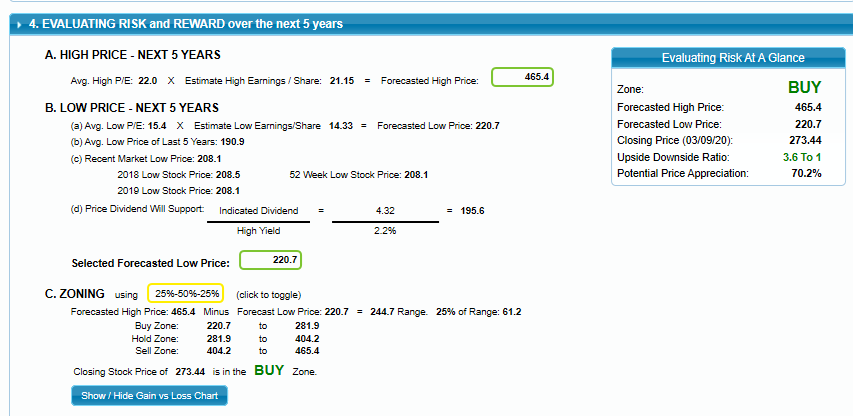 4. EVALUATING RISK and REWARD over the next 5 years
A. HIGH PRICE - NEXT 5 YEARS
Avg. High P/E: 22.0 X Estimate High Earnings / Share: 21.15 = Forecasted High Price: 465.4
B. LOW PRICE - NEXT 5 YEARS
(a) Avg. Low P/E: 15.4 X Estimate Low Earnings/Share 14.33 = Forecasted Low Price: 220.7
(b) Avg. Low Price of Last 5 Years: 190.9
(c) Recent Market Low Price: 208.1
2018 Low Stock Price: 208.5 52 Week Low Stock Price: 208.1
2019 Low Stock Price: 208.1
(d) Price Dividend Will Support: Indicated Dividend = 4.32 = 195.6
High Yield 2.2%
Selected Forecasted Low Price: 220.7
C. ZONING using 25%-50%-25% (click to toggle)
Forecasted High Price: 465.4 Minus Forecast Low Price: 220.7 = 244.7 Range. 25% of Range: 61.2
Buy Zone: 220.7 to 281.9
Hold Zone: 281.9 to 404.2
Sell Zone: 404.2 to 465.4
Closing Stock Price of 273.44 is in the BUY Zone.
Show / Hide Gain vs Loss Chart
Evaluating Risk At A Glance
Zone: BUY
Forecasted High Price: 465.4
Forecasted Low Price: 220.7
Closing Price (03/09/20): 273.44
Upside Downside Ratio: 3.6 To 1
Potential Price Appreciation: 70.2%